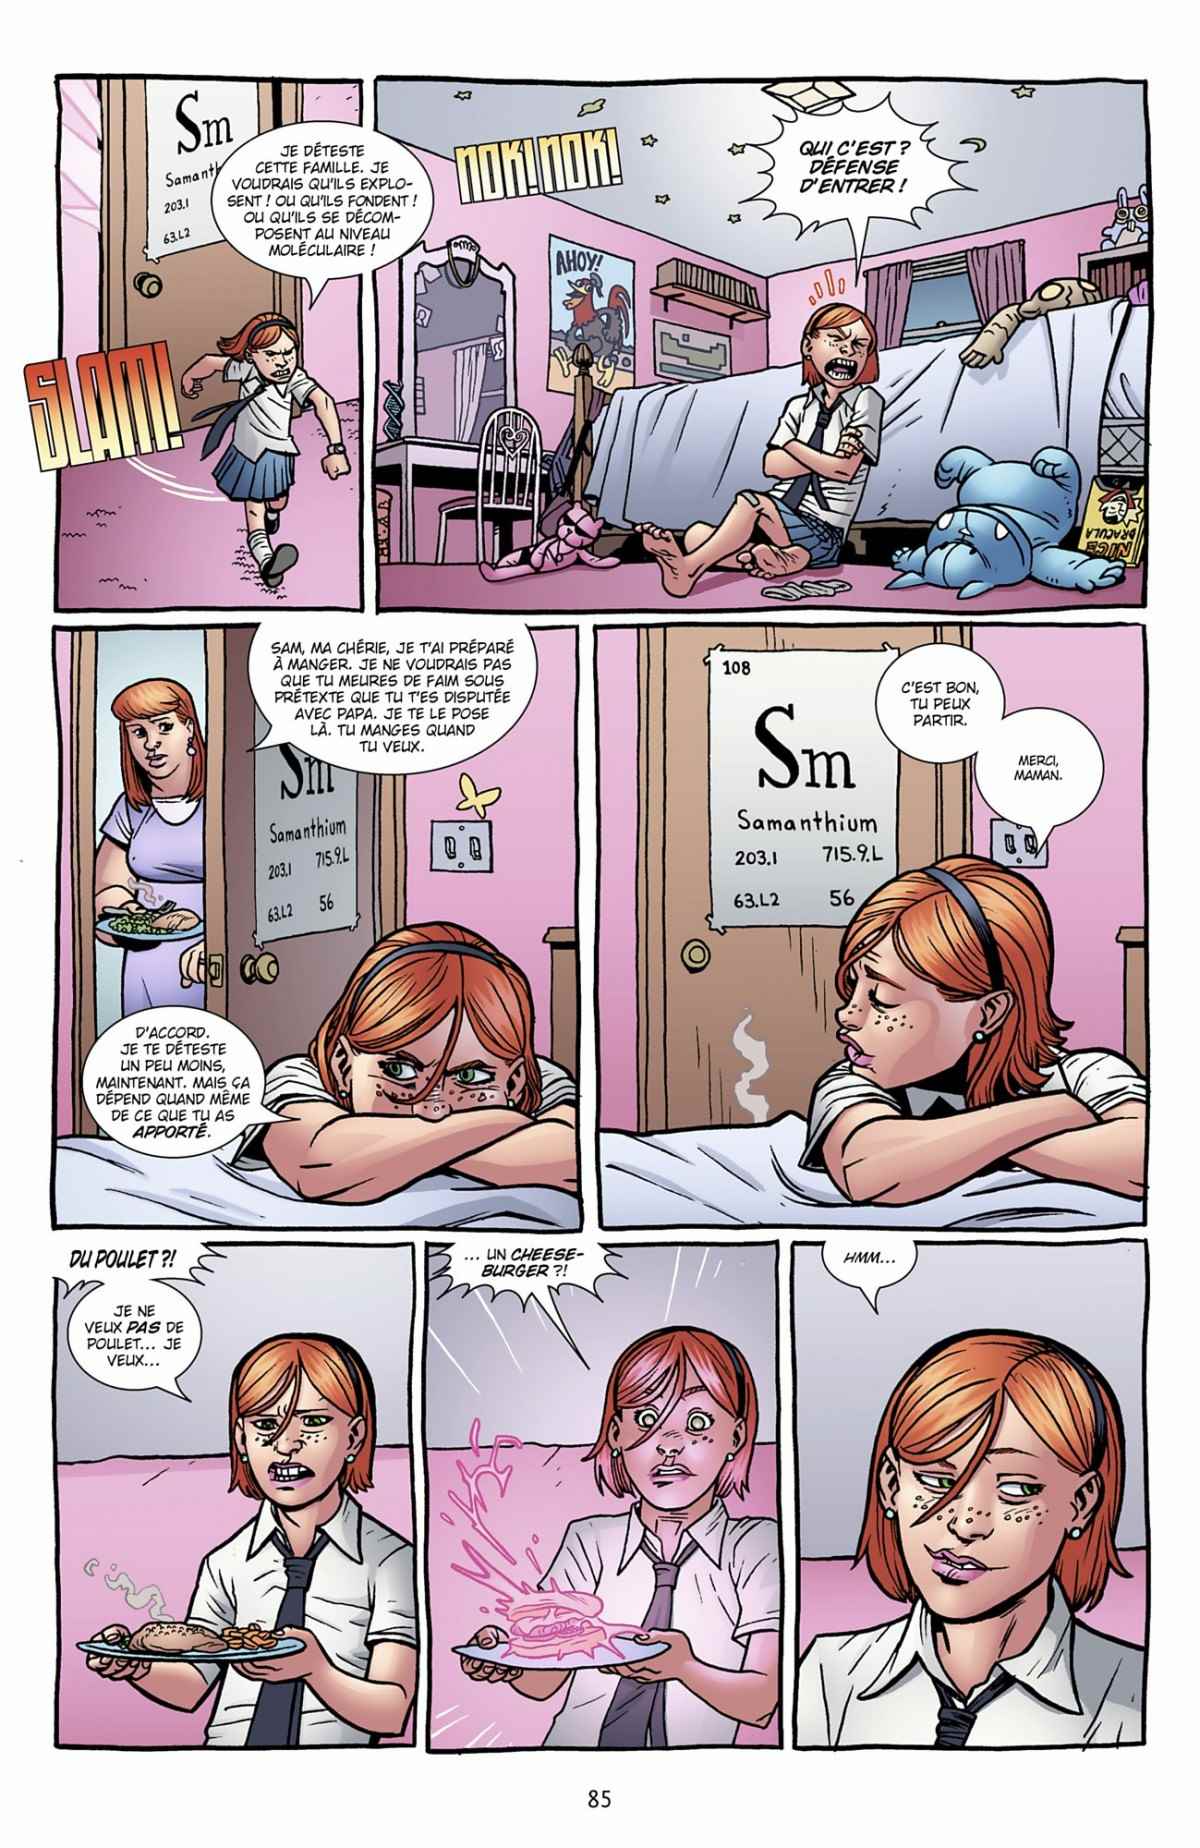 Sm
Samanth
203.1
63.L2
JE DÉTESTE
CETTE FAMILLE. JE
VOUDRAIS QU'ILS EXPLO-
SENT ! OU QU'ILS FONDENT !
OU QU'ILS SE DÉCOM-
POSENT AU NIVEAU
MOLÉCULAIRE !
SLAM!
NOK! NOK!
QUI C'EST ?
DÉFENSE
D'ENTRER !
AHOY!
NICE
DRACULA
SAM, MA CHÉRIE, JE T'AI PRÉPARÉ
À MANGER. JE NE VOUDRAIS PAS
QUE TU MEURES DE FAIM SOUS
PRÉTEXTE QUE TU T'ES DISPUTÉE
AVEC PAPA. JE TE LE POSE
LÀ. TU MANGES QUAND
TU VEUX.
Sm
Samanthium
203.1 715.9.L
63.L2 56
D'ACCORD.
JE TE DÉTESTE
UN PEU MOINS,
MAINTENANT. MAIS ÇA
DÉPEND QUAND MÊME
DE CE QUE TU AS
APPORTÉ.
108
Sm
Samanthium
203.1 715.9.L
63.L2 56
C'EST BON,
TU PEUX
PARTIR.
MERCI,
MAMAN.
DU POULET ?!
JE NE
VEUX PAS DE
POULET... JE
VEUX...
... UN CHEESE-
BURGER ?!
HMM...
85